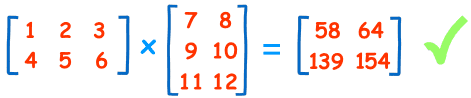 [1 2 3; 4 5 6] × [7 8; 9 10; 11 12] = [58 64; 139 154] ✓